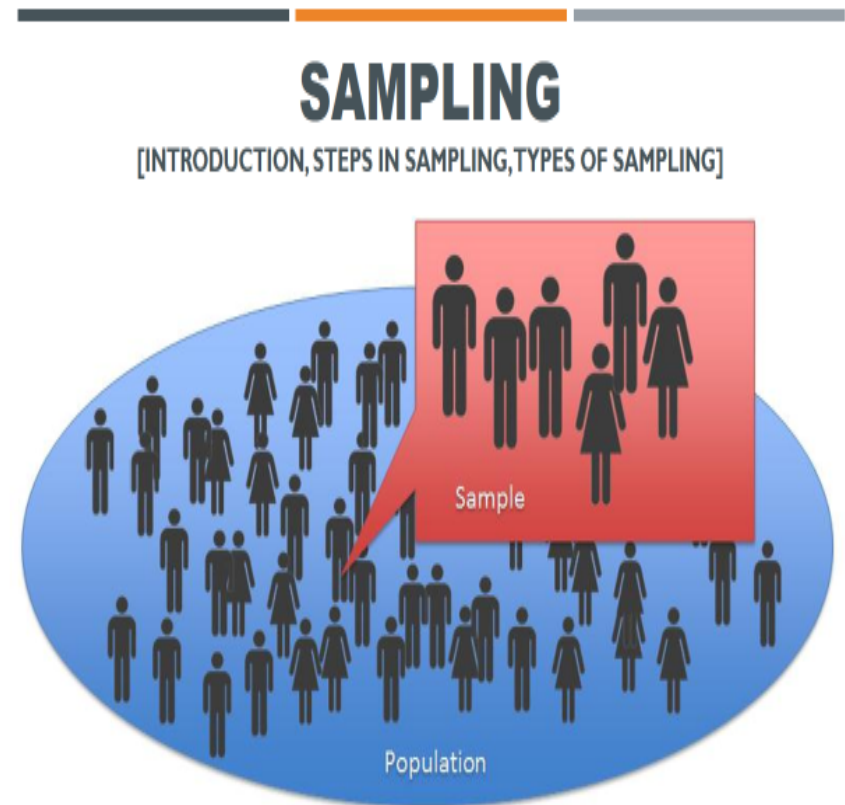 SAMPLING
[INTRODUCTION, STEPS IN SAMPLING, TYPES OF SAMPLING]
Sample
Population